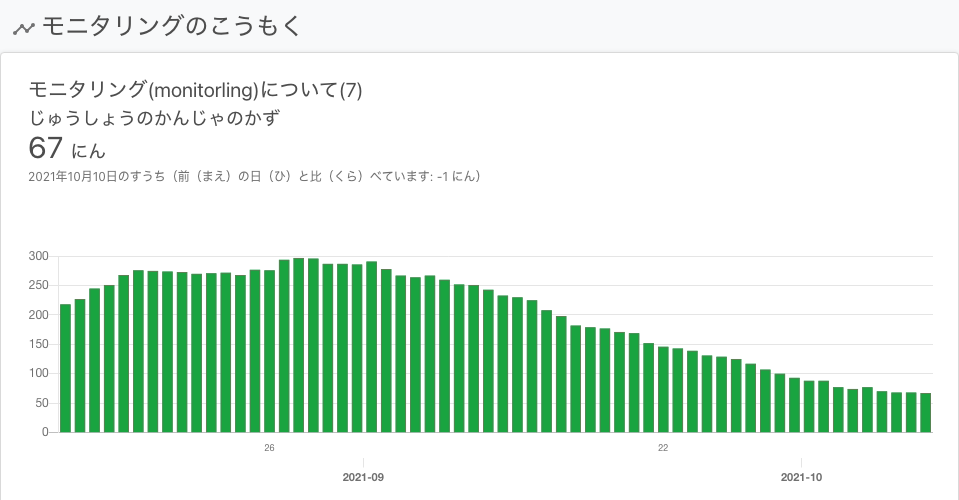 モニタリングのこうもく
モニタリング(monitorling)について(7)
じゅうしょうのかんじゃのかず
67 にん
2021年10月10日のすうち（前（まえ）の日（ひ）と比（くら）べています: -1 にん）
300
250
200
150
100
50
0
26 22
2021-09 2021-10